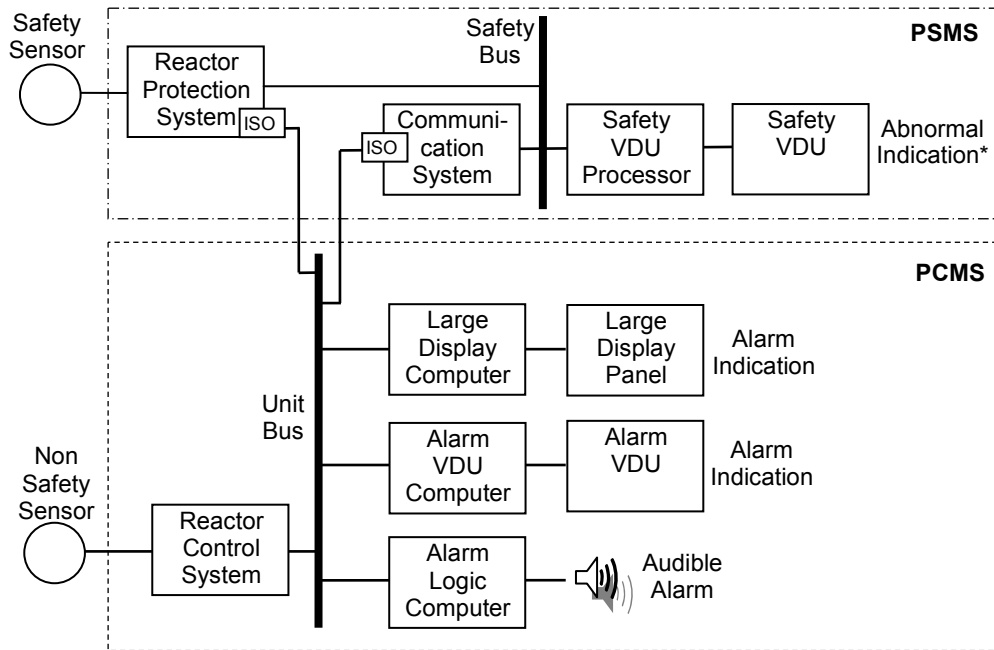 Safety
Sensor
Reactor
Protection
System
ISO
Safety
Bus
PSMS
ISO
Communi-
cation
System
Safety
VDU
Processor
Safety
VDU
Abnormal
Indication*
PCMS
Unit
Bus
Large
Display
Computer
Large
Display
Panel
Alarm
Indication
Alarm
VDU
Computer
Alarm
VDU
Alarm
Indication
Non
Safety
Sensor
Reactor
Control
System
Alarm
Logic
Computer
Audible
Alarm